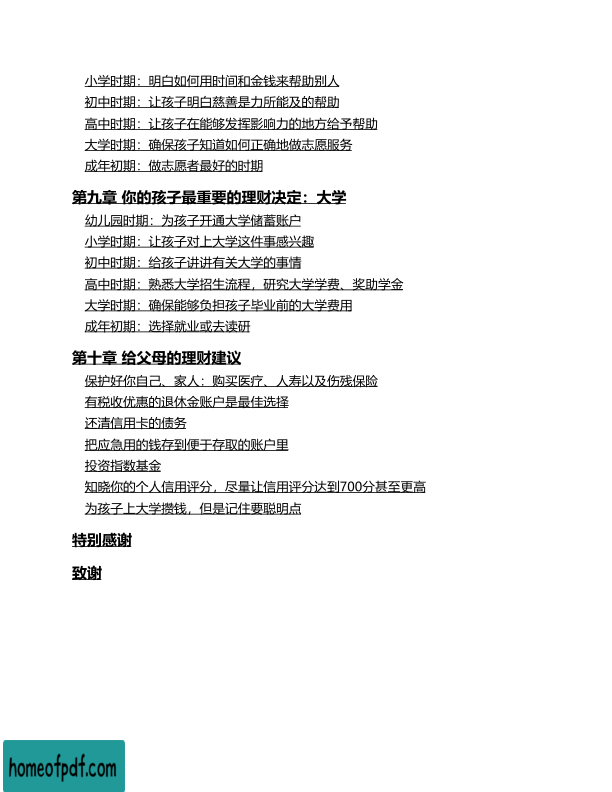 小学时期：明白如何用时间和金钱来帮助别人
初中时期：让孩子明白慈善是力所能及的帮助
高中时期：让孩子在能够发挥影响力的地方给予帮助
大学时期：确保孩子知道如何正确地做志愿服务
成年初期：做志愿者最好的时期
第九章 你的孩子最重要的理财决定：大学
幼儿园时期：为孩子开通大学储蓄账户
小学时期：让孩子对上大学这件事感兴趣
初中时期：给孩子讲讲有关大学的事情
高中时期：熟悉大学招生流程，研究大学学费、奖助学金
大学时期：确保能够负担孩子毕业前的大学费用
成年初期：选择就业或去读研
第十章 给父母的理财建议
保护好你自己、家人：购买医疗、人寿以及伤残保险
有税收优惠的退休金账户是最佳选择
还清信用卡的债务
把应急用的钱存到便于存取的账户里
投资指数基金
知晓你的个人信用评分，尽量让信用评分达到700分甚至更高
为孩子上大学攒钱，但是记住要聪明点
特别感谢
致谢
homeofpdf.com